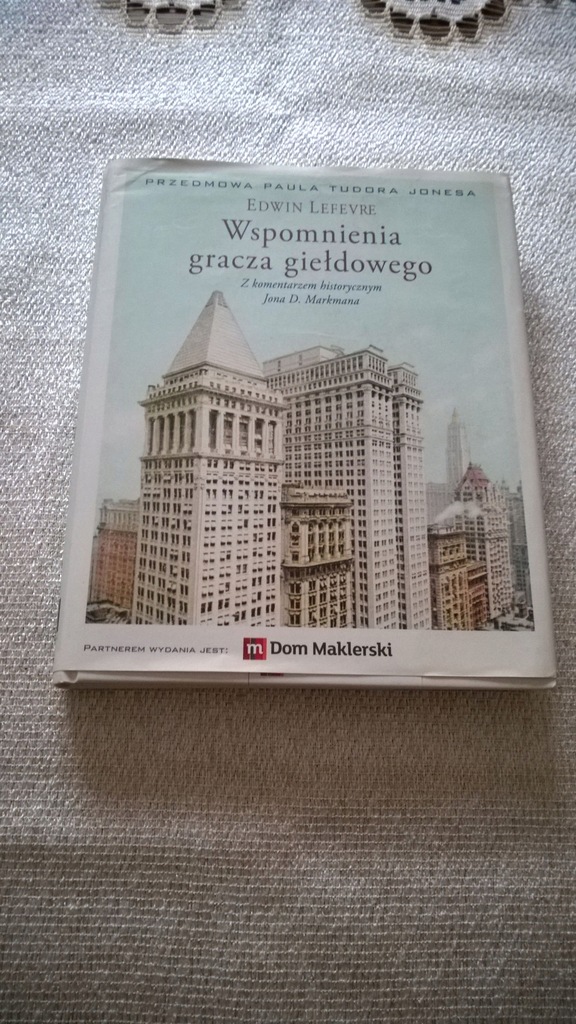 PRZEDMOWA PAULA TUDORA JONESA
EDWIN LEFEVRE
Wspomnienia
gracza giełdowego
Z komentarzem historycznym
Jona D. Markmana
PARTNEREM WYDANIA JEST: m Dom Maklerski